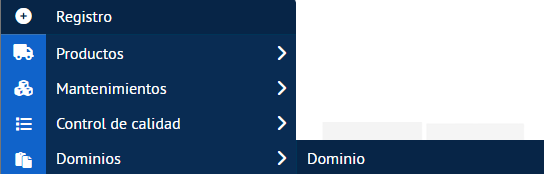 Registro
Productos
Mantenimientos
Control de calidad
Dominios
Dominio